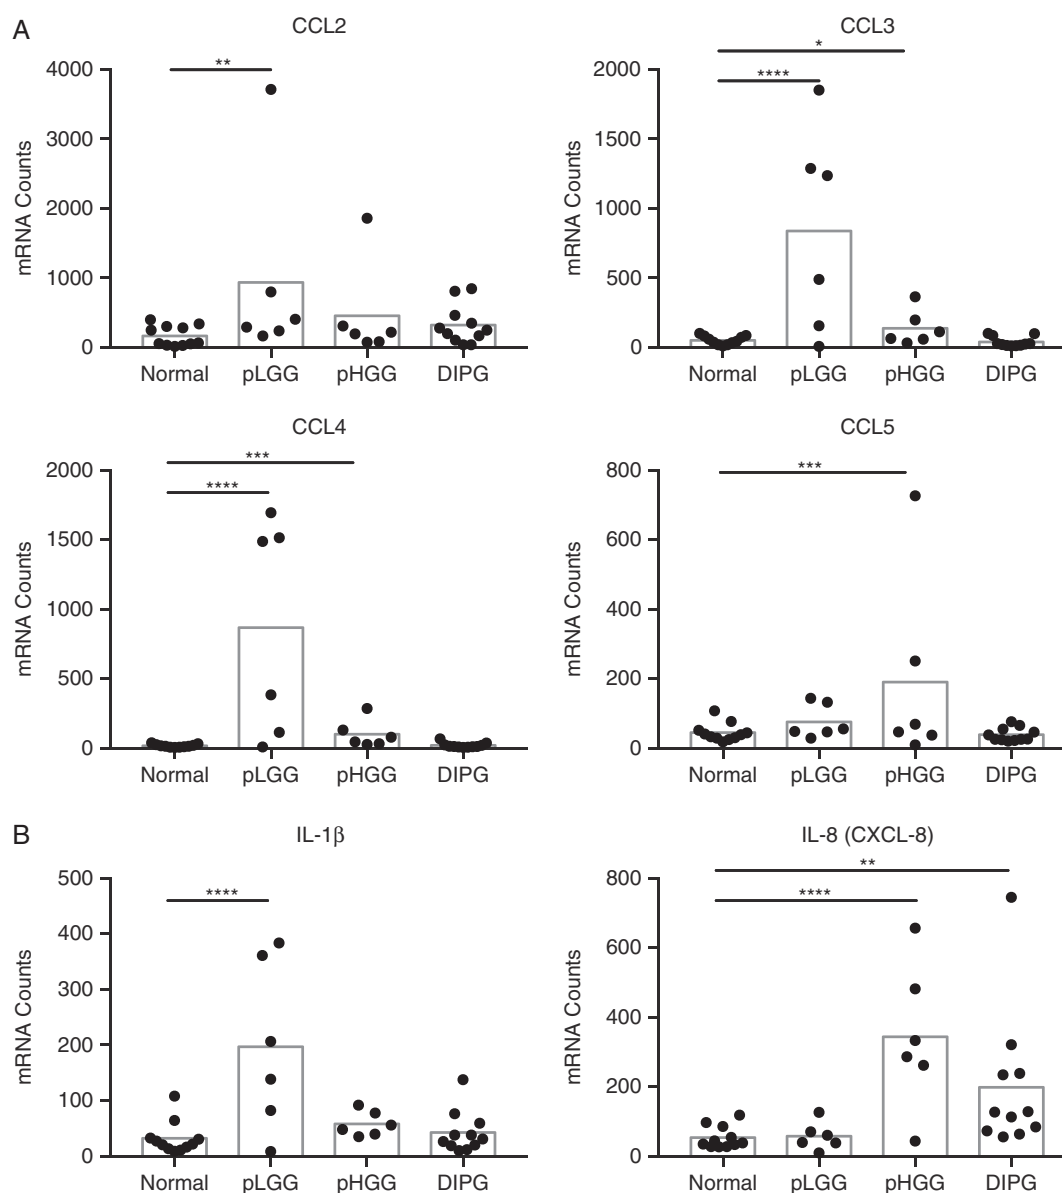 A
CCL2
**
4000
3000
2000
1000
0
mRNA Counts
Normal pLGG pHGG DIPG
CCL3
*
****
2000
1500
1000
500
0
mRNA Counts
Normal pLGG pHGG DIPG
CCL4
***
****
2000
1500
1000
500
0
mRNA Counts
Normal pLGG pHGG DIPG
CCL5
***
800
600
400
200
0
mRNA Counts
Normal pLGG pHGG DIPG
B
IL-1β
****
500
400
300
200
100
0
mRNA Counts
Normal pLGG pHGG DIPG
IL-8 (CXCL-8)
**
****
800
600
400
200
0
mRNA Counts
Normal pLGG pHGG DIPG